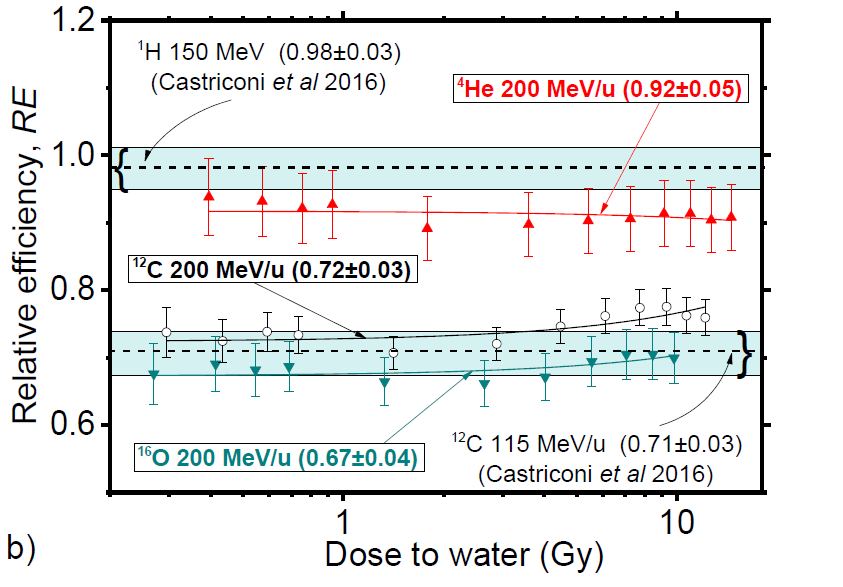 1.2
¹H 150 MeV (0.98±0.03)
(Castriconi et al 2016)
⁴He 200 MeV/u (0.92±0.05)
1.0
¹²C 200 MeV/u (0.72±0.03)
0.8
0.6
¹⁶O 200 MeV/u (0.67±0.04)
¹²C 115 MeV/u (0.71±0.03)
(Castriconi et al 2016)
Relative efficiency, RE
1
10
b)
Dose to water (Gy)